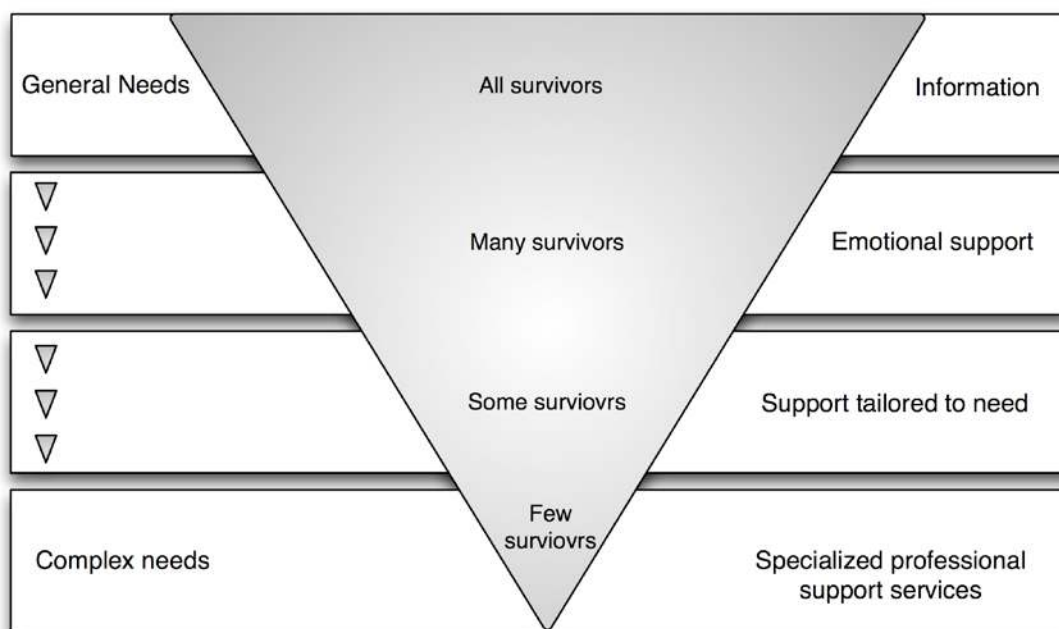 General Needs
All survivors
Information
Many survivors
Emotional support
Some surviovrs
Support tailored to need
Few
surviovrs
Complex needs
Specialized professional
support services